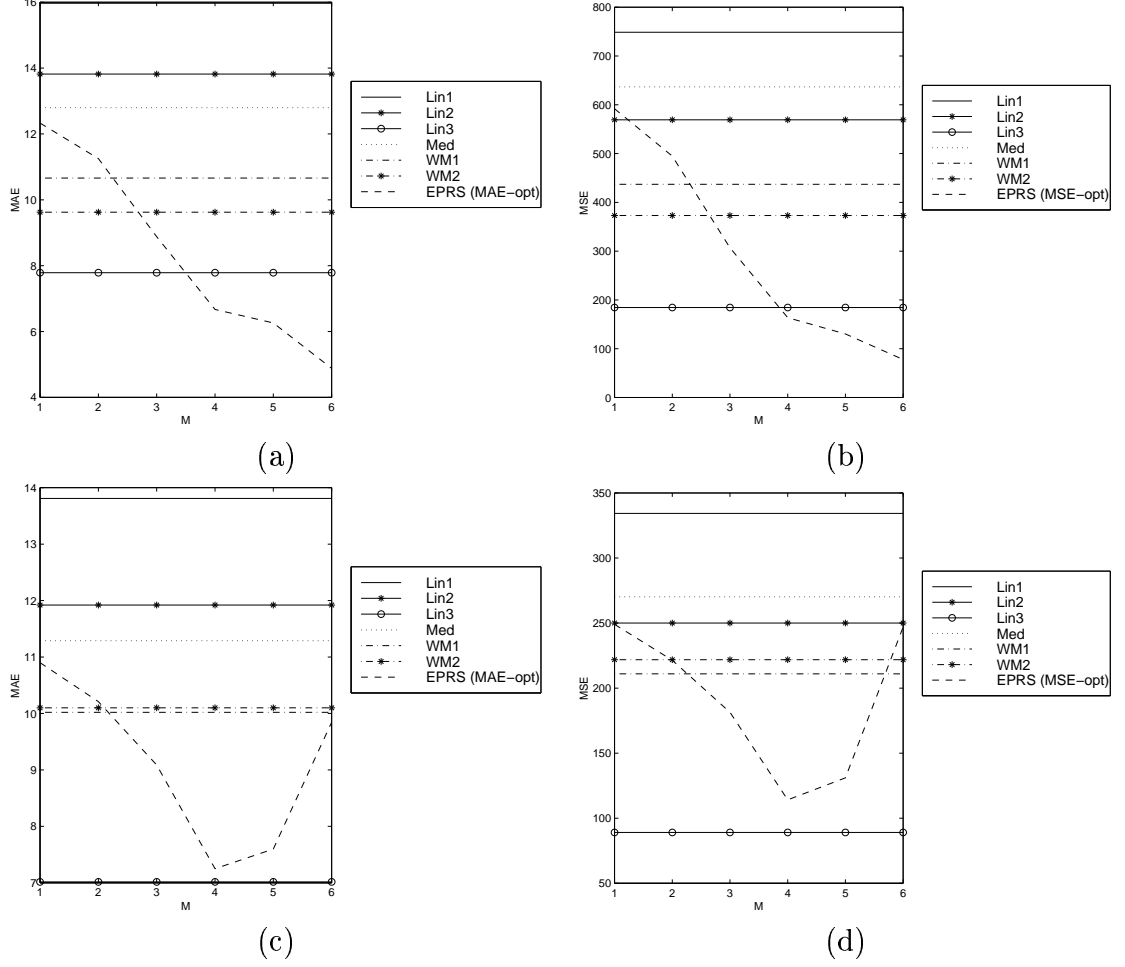 16
14
12
10
8
6
4
MAE
1 2 3 4 5 6
M
Lin1
Lin2
Lin3
Med
WM1
WM2
EPRS (MAE−opt)
(a)
800
700
600
500
400
300
200
100
0
MSE
1 2 3 4 5 6
M
Lin1
Lin2
Lin3
Med
WM1
WM2
EPRS (MSE−opt)
(b)
14
13
12
11
10
9
8
7
MAE
1 2 3 4 5 6
M
Lin1
Lin2
Lin3
Med
WM1
WM2
EPRS (MAE−opt)
(c)
350
300
250
200
150
100
50
MSE
1 2 3 4 5 6
M
Lin1
Lin2
Lin3
Med
WM1
WM2
EPRS (MSE−opt)
(d)